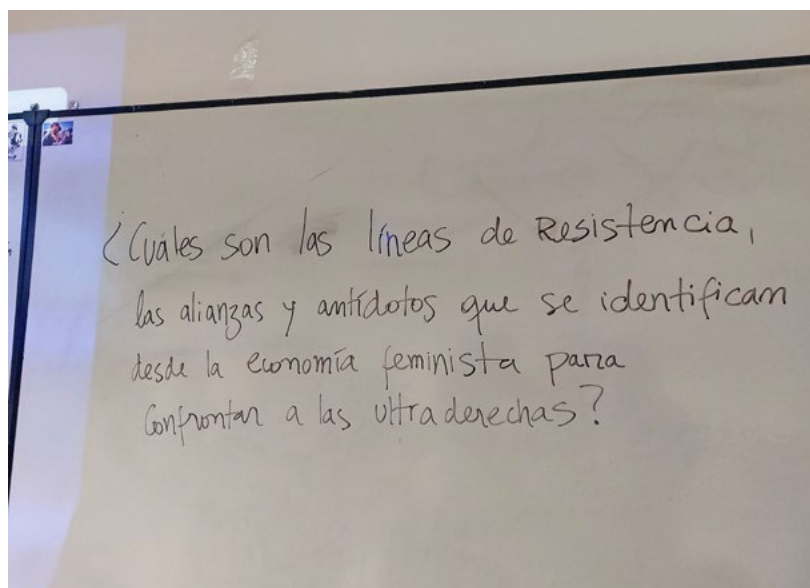 ¿Cuáles son las líneas de Resistencia,
las alianzas y antídotos que se identifican
desde la economía feminista para
Confrontar a las ultraderechas?